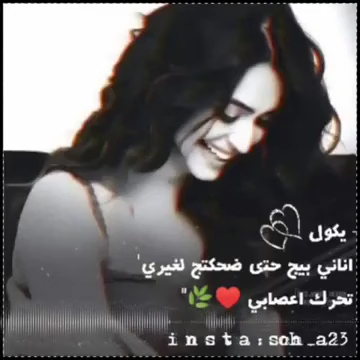 يكول
اناني بيج حتى ضحكتج لغيري'
تحرك اعصابي ♥️🌿"
insta:soh_a23